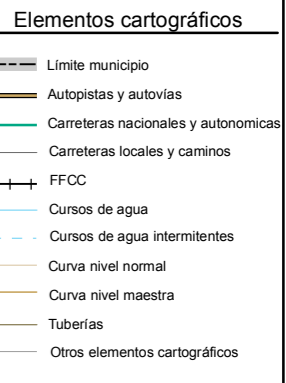 Elementos cartográficos
Límite municipio
Autopistas y autovías
Carreteras nacionales y autonomicas
Carreteras locales y caminos
FFCC
Cursos de agua
Cursos de agua intermitentes
Curva nivel normal
Curva nivel maestra
Tuberías
Otros elementos cartográficos